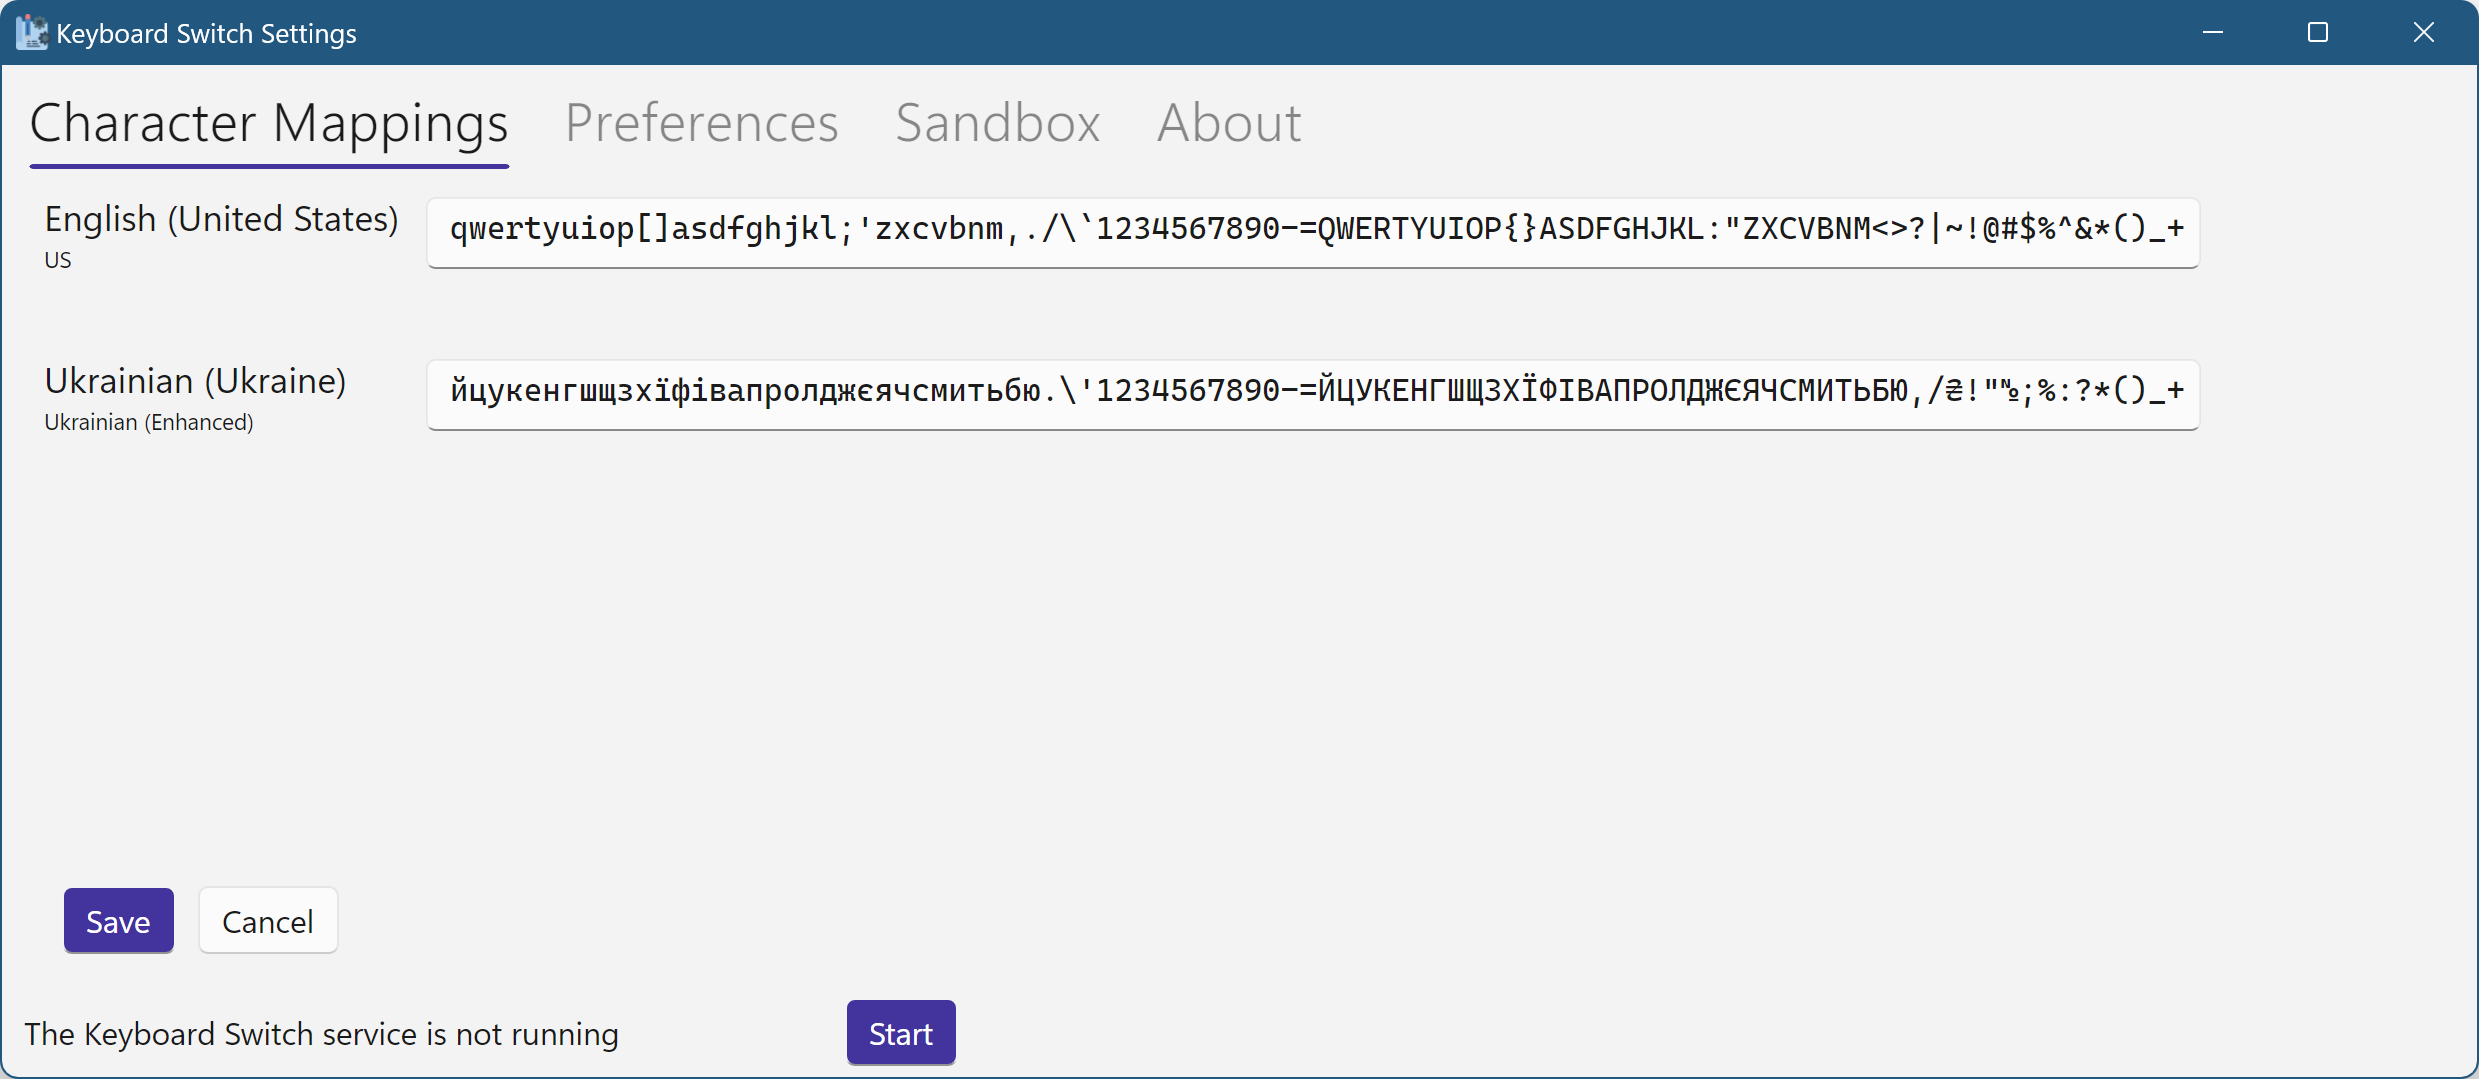 Keyboard Switch Settings
Character Mappings Preferences Sandbox About
English (United States)
US
qwertyuiop[]asdfghjkl;'zxcvbnm,./\`1234567890-=QWERTYUIOP{}ASDFGHJKL:"ZXCVBNM<>?|~!@#$%^&*()_+
Ukrainian (Ukraine)
Ukrainian (Enhanced)
йцукенгшщзхїфівапролджєячсмитьбю.\'1234567890-=ЙЦУКЕНГШЩЗХЇФІВАПРОЛДЖЄЯЧСМИТЬБЮ,/₴!"№;%:?*()_+
Save Cancel
The Keyboard Switch service is not running Start